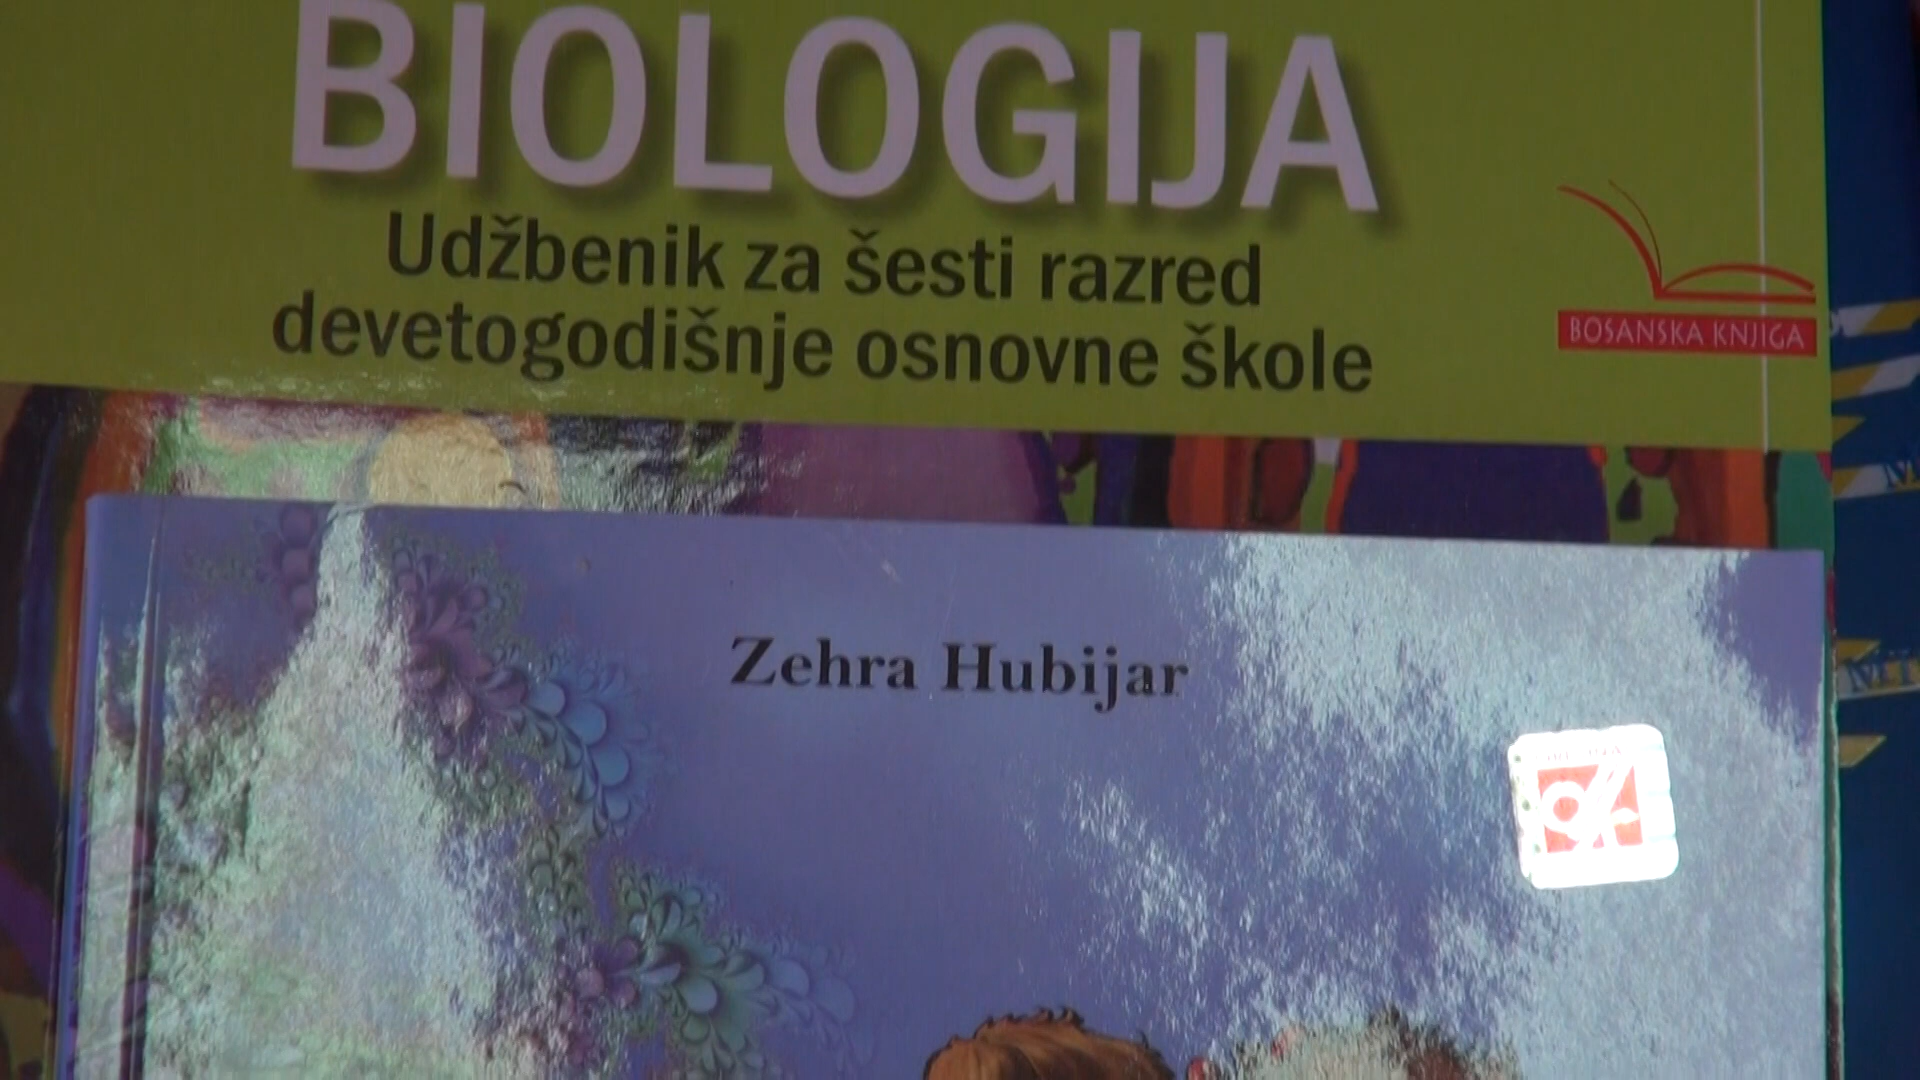 BIOLOGIJA
Udžbenik za šesti razred
devetogodišnje osnovne škole
BOSANSKA KNJIGA
Zehra Hubijar